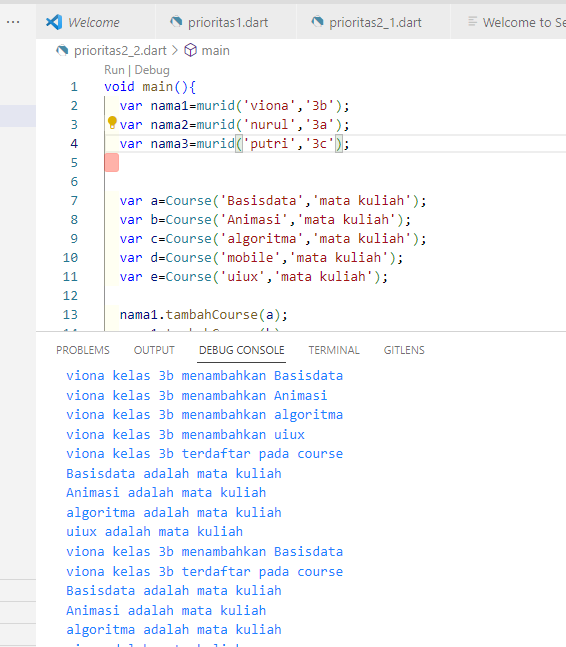 Welcome prioritas1.dart prioritas2_1.dart Welcome to Se
prioritas2_2.dart > main
Run | Debug
1 void main(){
2 var nama1=murid('viona','3b');
3 var nama2=murid('nurul','3a');
4 var nama3=murid('putri','3c');
5
6
7 var a=Course('Basisdata','mata kuliah');
8 var b=Course('Animasi','mata kuliah');
9 var c=Course('algoritma','mata kuliah');
10 var d=Course('mobile','mata kuliah');
11 var e=Course('uiux','mata kuliah');
12
13 nama1.tambahCourse(a);
PROBLEMS OUTPUT DEBUG CONSOLE TERMINAL GITLENS
viona kelas 3b menambahkan Basisdata
viona kelas 3b menambahkan Animasi
viona kelas 3b menambahkan algoritma
viona kelas 3b menambahkan uiux
viona kelas 3b terdaftar pada course
Basisdata adalah mata kuliah
Animasi adalah mata kuliah
algoritma adalah mata kuliah
uiux adalah mata kuliah
viona kelas 3b menambahkan Basisdata
viona kelas 3b terdaftar pada course
Basisdata adalah mata kuliah
Animasi adalah mata kuliah
algoritma adalah mata kuliah